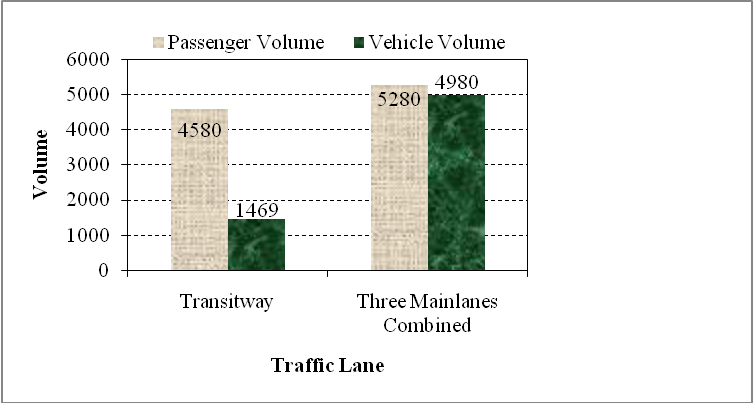 Passenger Volume Vehicle Volume
6000
5000
4000
3000
2000
1000
0
Volume
4580
1469
5280
4980
Transitway
Three Mainlanes
Combined
Traffic Lane